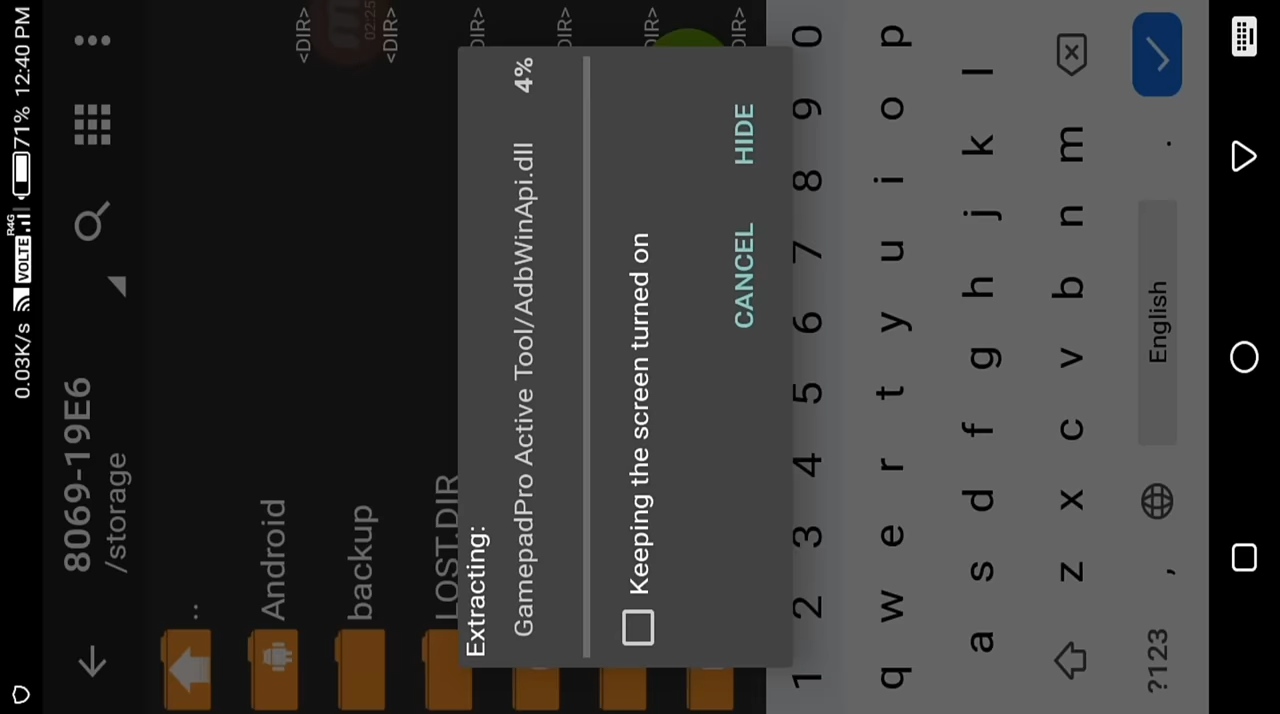 0.03K/s VOLTE R4G 71% 12:40 PM
8069-19E6
/storage
..
Android
<DIR>
backup
<DIR>
LOST.DIR
DIR>
DIR>
DIR>
<DIR>
02:25
Extracting:
GamepadPro Active Tool/AdbWinApi.dll 4%
Keeping the screen turned on
CANCEL HIDE
1 2 3 4 5 6 7 8 9 0
q w e r t y u i o p
a s d f g h j k l
z x c v b n m
?123 , English .